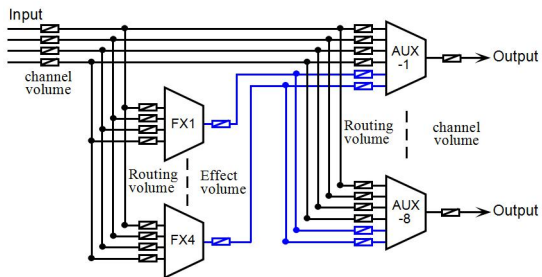 Input
channel
volume
AUX
-1
Output
FX1
Routing
volume
Effect
volume
Routing
volume
channel
volume
FX4
AUX
-8
Output